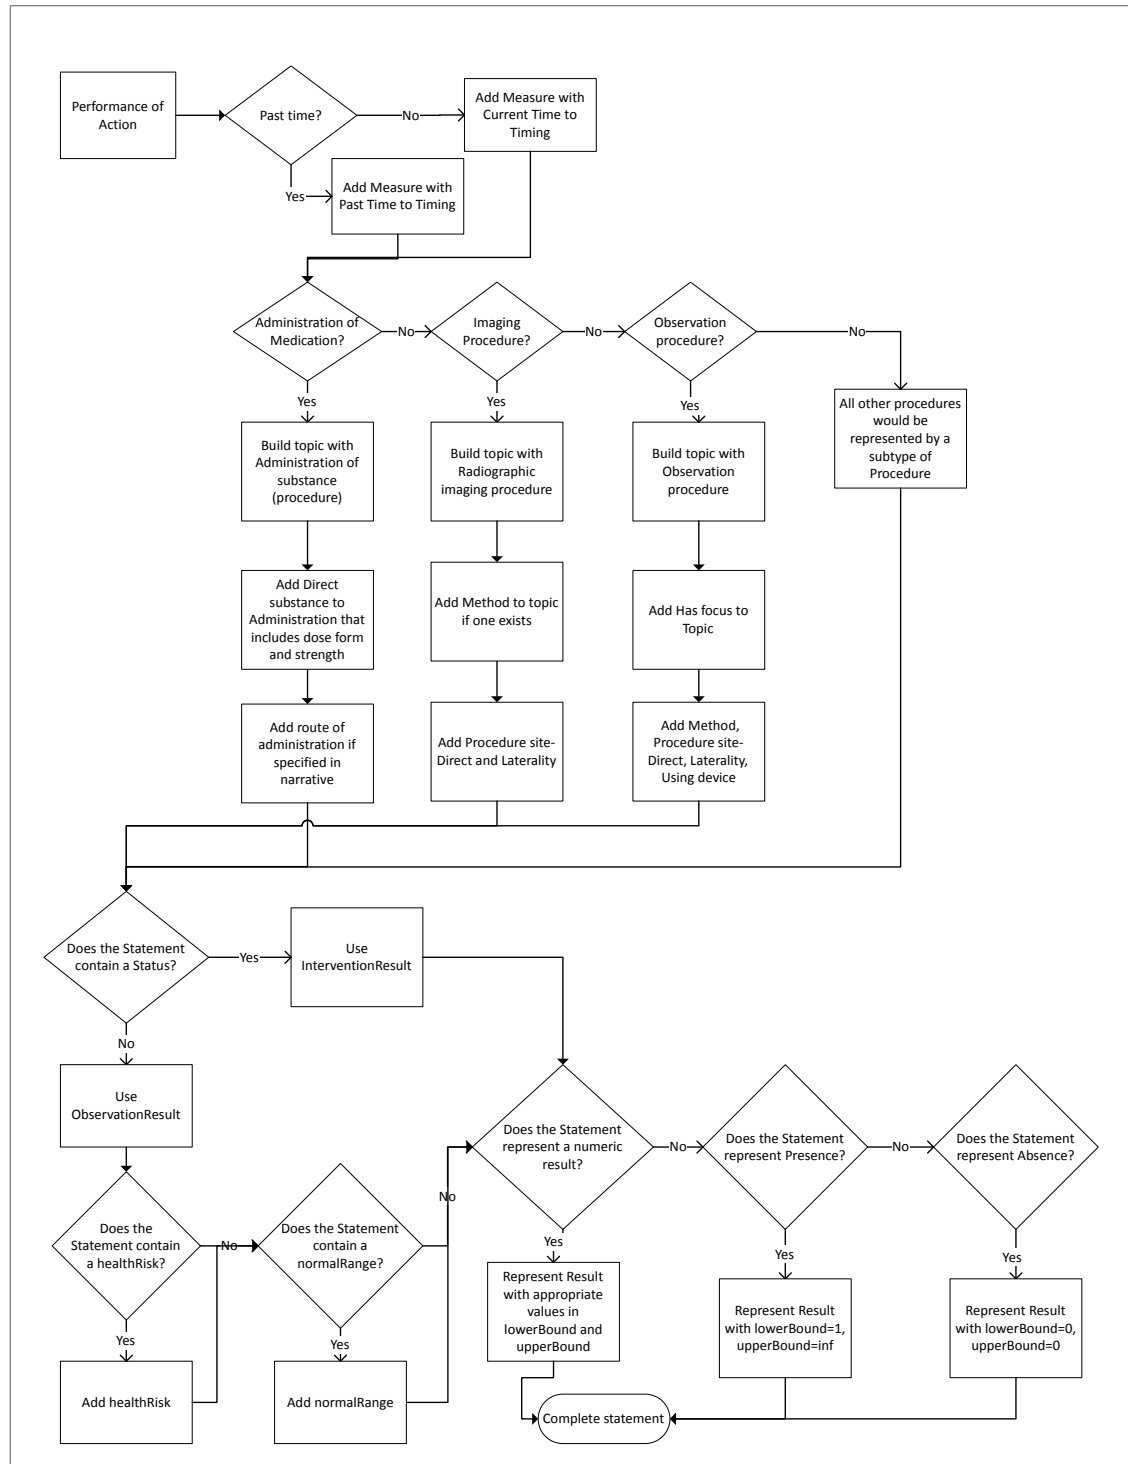 Performance of
Action
Past time?
No
Add Measure with
Current Time to
Timing
Yes
Add Measure with
Past Time to Timing
Administration of
Medication?
No
Imaging
Procedure?
No
Observation
procedure?
No
Yes
Yes
Yes
All other procedures
would be
represented by a
subtype of
Procedure
Build topic with
Administration of
substance
(procedure)
Build topic with
Radiographic
imaging procedure
Build topic with
Observation
procedure
Add Direct
substance to
Administration that
includes dose form
and strength
Add Method to topic
if one exists
Add Has focus to
Topic
Add route of
administration if
specified in
narrative
Add Procedure site-
Direct and Laterality
Add Method,
Procedure site-
Direct, Laterality,
Using device
Does the Statement
contain a Status?
Yes
Use
InterventionResult
No
Use
ObservationResult
Does the Statement
represent a numeric
result?
No
Does the Statement
represent Presence?
No
Does the Statement
represent Absence?
Does the
Statement contain
a healthRisk?
No
Does the Statement
contain a
normalRange?
No
Yes
Yes
Yes
Represent Result
with appropriate
values in
lowerBound and
upperBound
Represent Result
with lowerBound=1,
upperBound=inf
Represent Result
with lowerBound=0,
upperBound=0
Yes
Yes
Add healthRisk
Add normalRange
Complete statement